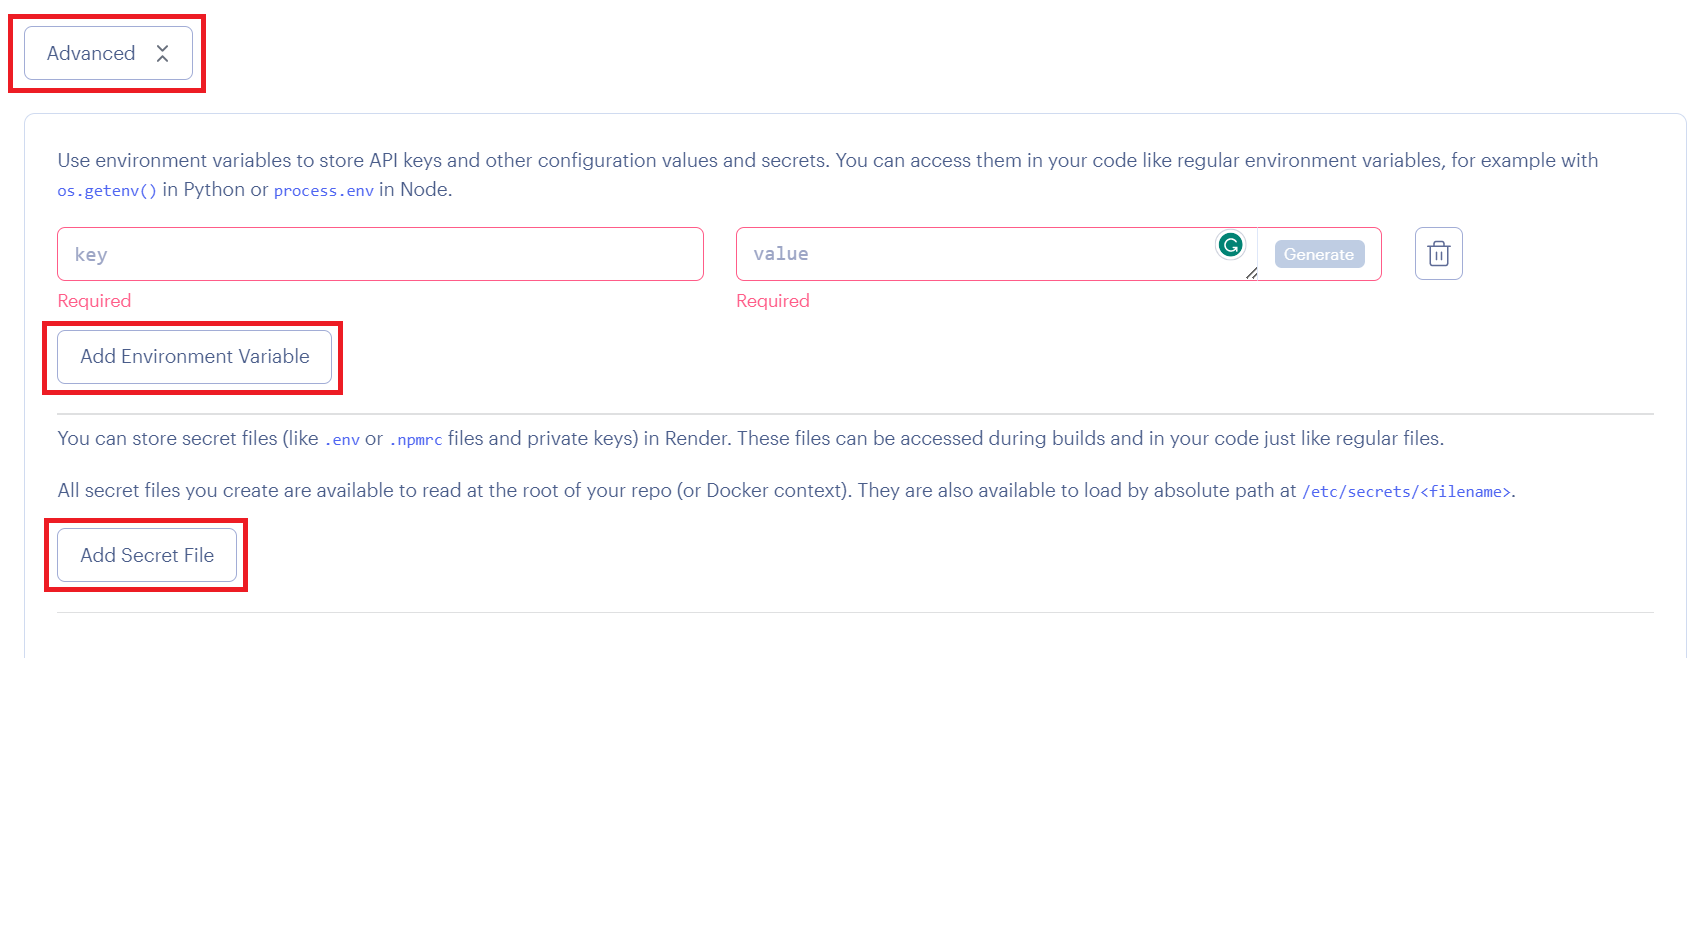 Advanced
Use environment variables to store API keys and other configuration values and secrets. You can access them in your code like regular environment variables, for example with
os.getenv() in Python or process.env in Node.
key
value
Generate
Required
Required
Add Environment Variable
You can store secret files (like .env or .npmrc files and private keys) in Render. These files can be accessed during builds and in your code just like regular files.
All secret files you create are available to read at the root of your repo (or Docker context). They are also available to load by absolute path at /etc/secrets/<filename>.
Add Secret File